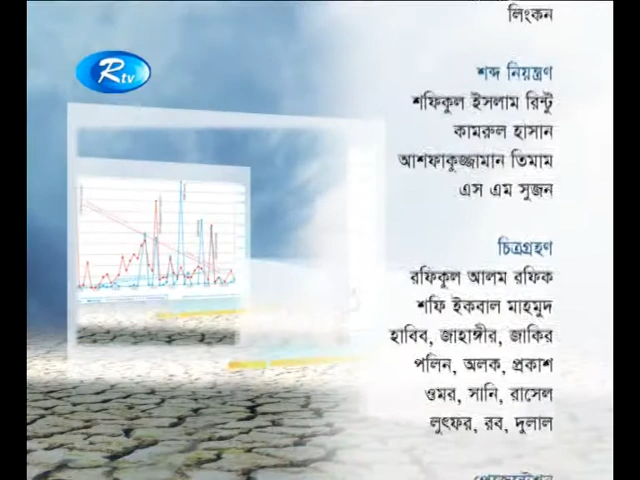 লিংকন
Rtv
শব্দ নিয়ন্ত্রণ
শফিকুল ইসলাম রিন্টু
কামরুল হাসান
আশফাকুজ্জামান তিমাম
এস এম সুজন
চিত্রগ্রহণ
রফিকুল আলম রফিক
শফি ইকবাল মাহমুদ
হাবিব, জাহাঙ্গীর, জাকির
পলিন, অলক, প্রকাশ
ওমর, সানি, রাসেল
লুৎফর, রব, দুলাল